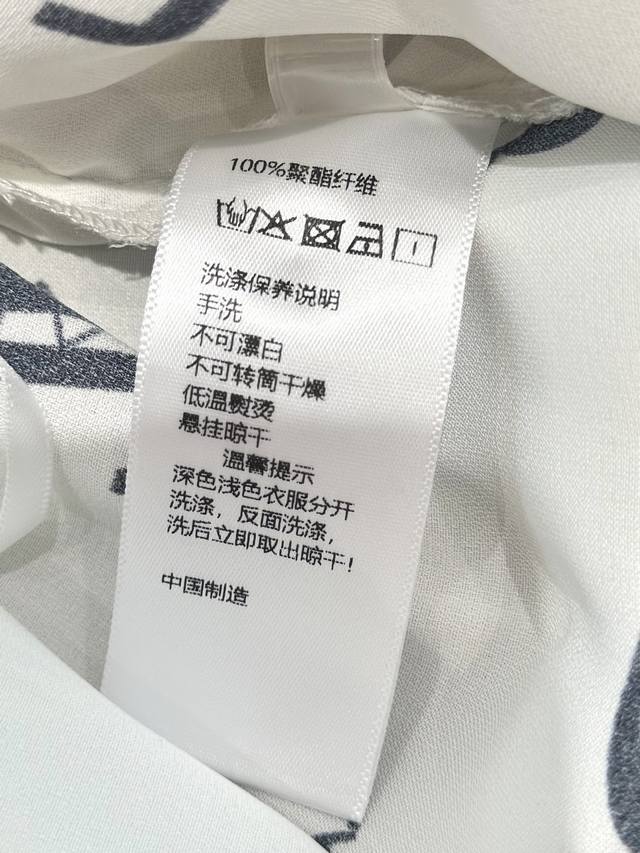 100%聚酯纤维
洗涤保养说明
手洗
不可漂白
不可转筒干燥
低温熨烫
悬挂晾干
温馨提示
深色浅色衣服分开
洗涤，反面洗涤，
洗后立即取出晾干！
中国制造